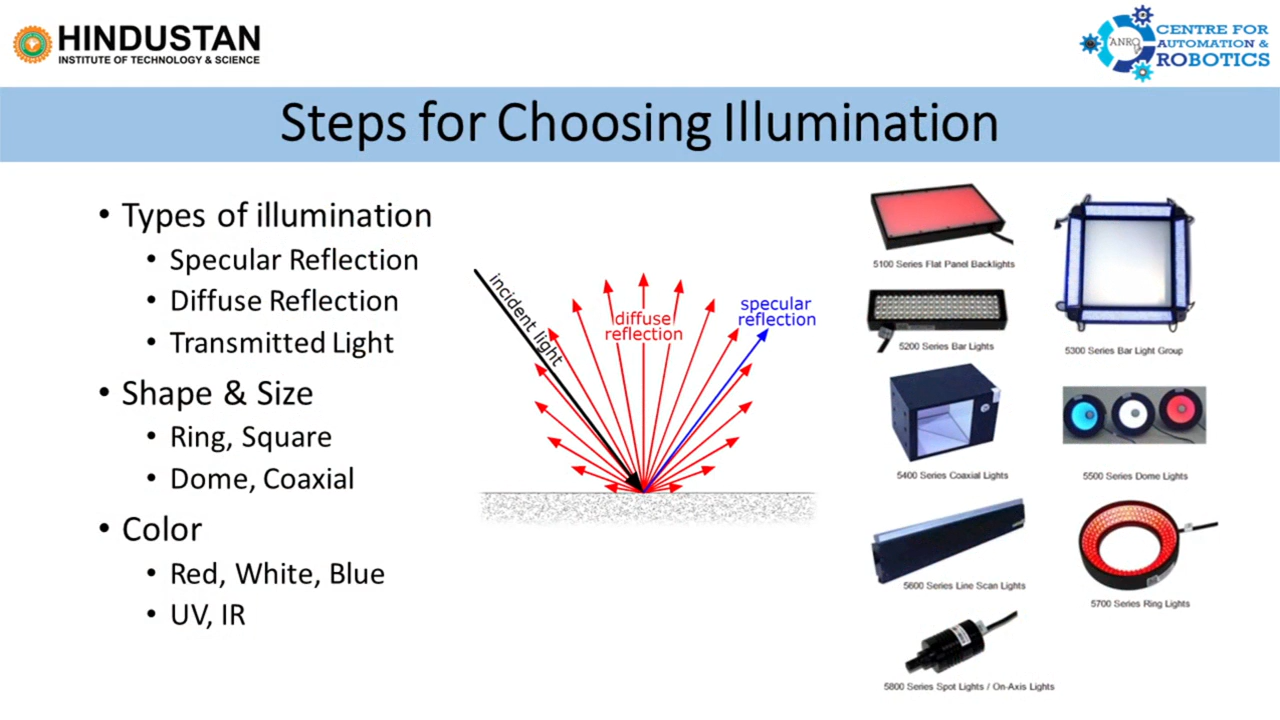 HINDUSTAN
INSTITUTE OF TECHNOLOGY & SCIENCE
ANRO
CENTRE FOR
AUTOMATION &
ROBOTICS
Steps for Choosing Illumination
• Types of illumination
• Specular Reflection
• Diffuse Reflection
• Transmitted Light
• Shape & Size
• Ring, Square
• Dome, Coaxial
• Color
• Red, White, Blue
• UV, IR
incident light
diffuse
reflection
specular
reflection
5100 Series Flat Panel Backlights
5200 Series Bar Lights
5300 Series Bar Light Group
5400 Series Coaxial Lights
5500 Series Dome Lights
5600 Series Line Scan Lights
5700 Series Ring Lights
5800 Series Spot Lights / On-Axis Lights